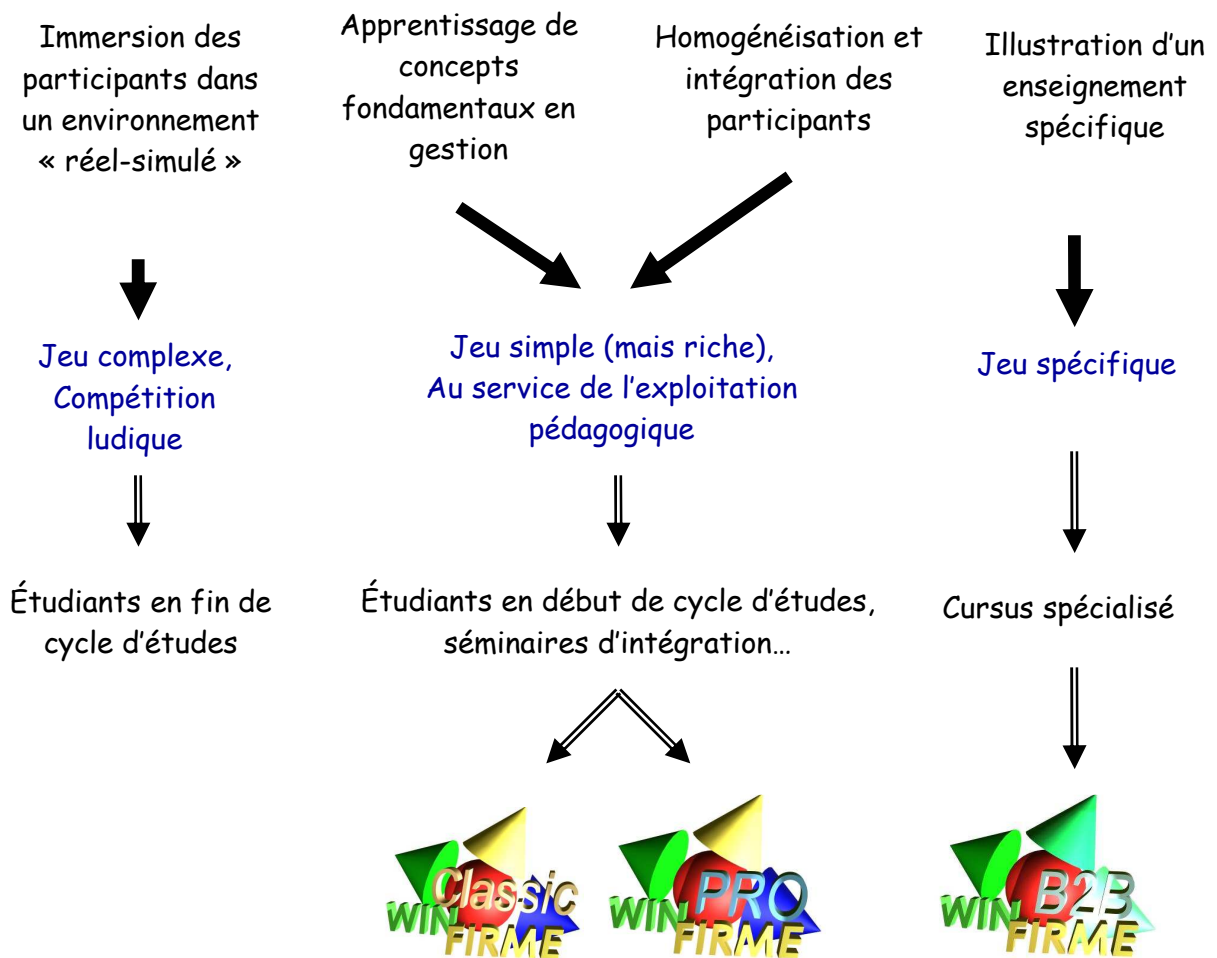 Immersion des
participants dans
un environnement
« réel-simulé »
Apprentissage de
concepts
fondamentaux en
gestion
Homogénéisation et
intégration des
participants
Illustration d’un
enseignement
spécifique
Jeu complexe,
Compétition
ludique
Jeu simple (mais riche),
Au service de l’exploitation
pédagogique
Jeu spécifique
Étudiants en fin de
cycle d’études
Étudiants en début de cycle d’études,
séminaires d’intégration…
Cursus spécialisé
Classic
WIN
FIRME
PRO
WIN
FIRME
B2B
WIN
FIRME